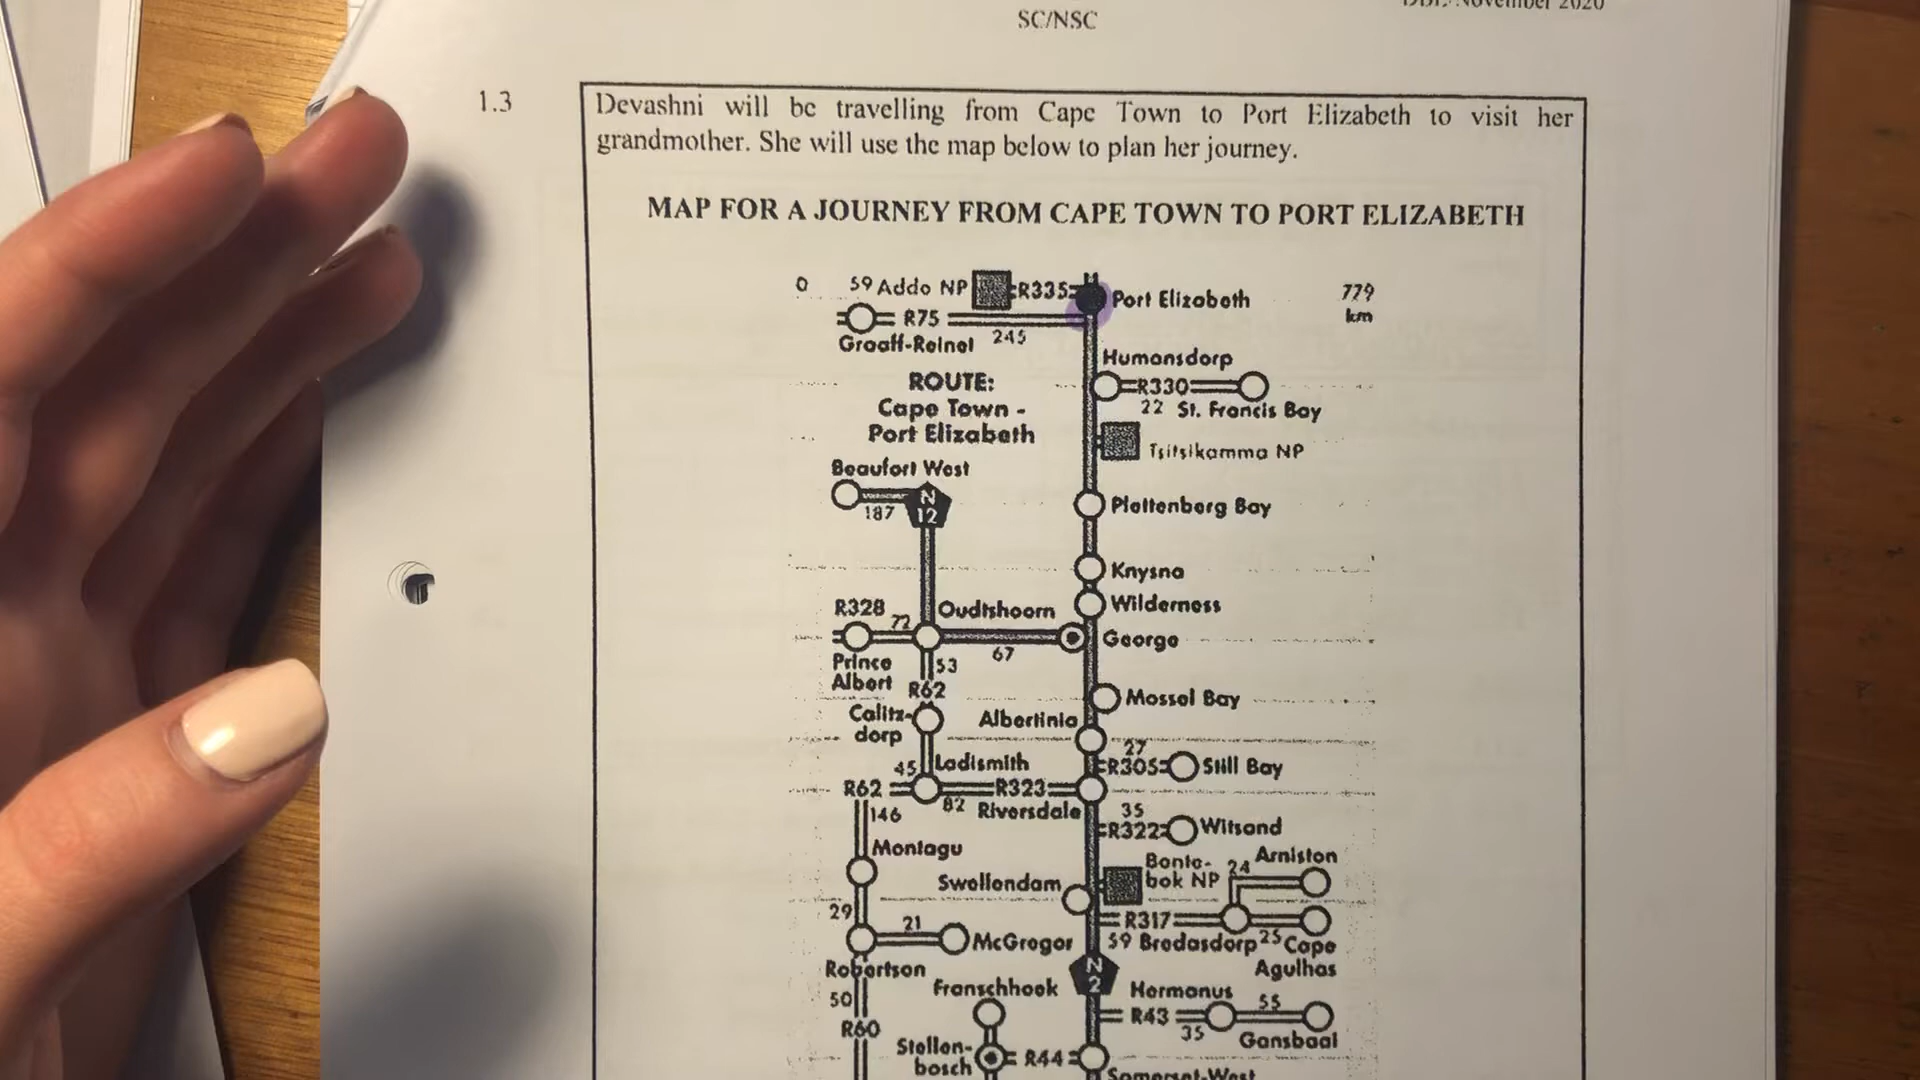 DBE/November 2020
SC/NSC
1.3
Devashni will be travelling from Cape Town to Port Elizabeth to visit her
grandmother. She will use the map below to plan her journey.
MAP FOR A JOURNEY FROM CAPE TOWN TO PORT ELIZABETH
0 59 Addo NP R335 Port Elizabeth 779
km
R75
Graaff-Reinet 245
Humansdorp
ROUTE:
Cape Town -
Port Elizabeth
R330
22 St. Francis Bay
Tsitsikamma NP
Beaufort West
187
N
12
Plettenberg Bay
Knysna
Wilderness
R328
72
Oudtshoorn
67
George
Prince
Albert
53
R62
Mossel Bay
Calitz-
dorp
Albertinia
27
R305 Still Bay
45 Ladismith
R62
82
R323
Riversdale
146
35
R322 Witsand
Montagu
Bonte-
bok NP
24 Arniston
Swellendam
29
21
McGregor
R317
59 Bredasdorp 25 Cape
Agulhas
Robertson
N
2
50
Franschhoek
Hermanus
55
R43
35
Gansbaai
R60
Stellen-
bosch
R44
Somerset-West